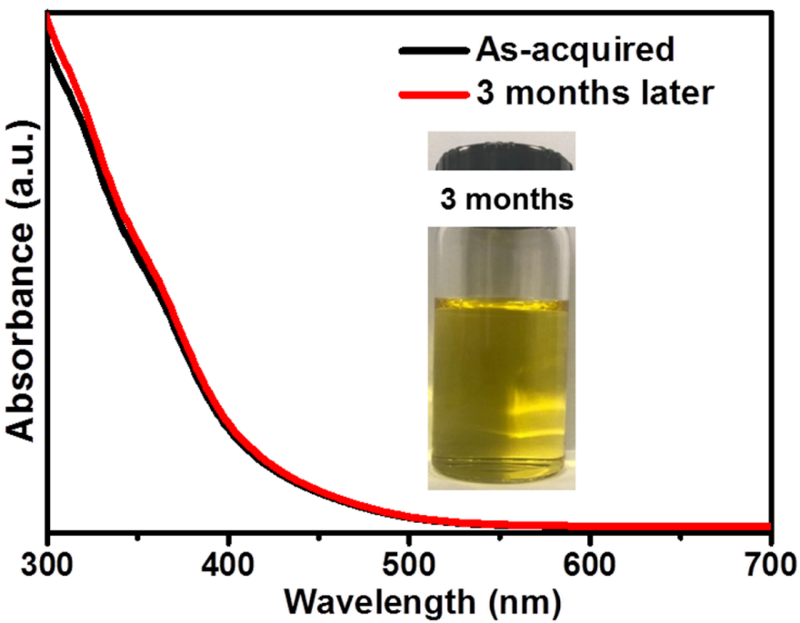 As-acquired
3 months later
3 months
Absorbance (a.u.)
300
400
500
600
700
Wavelength (nm)